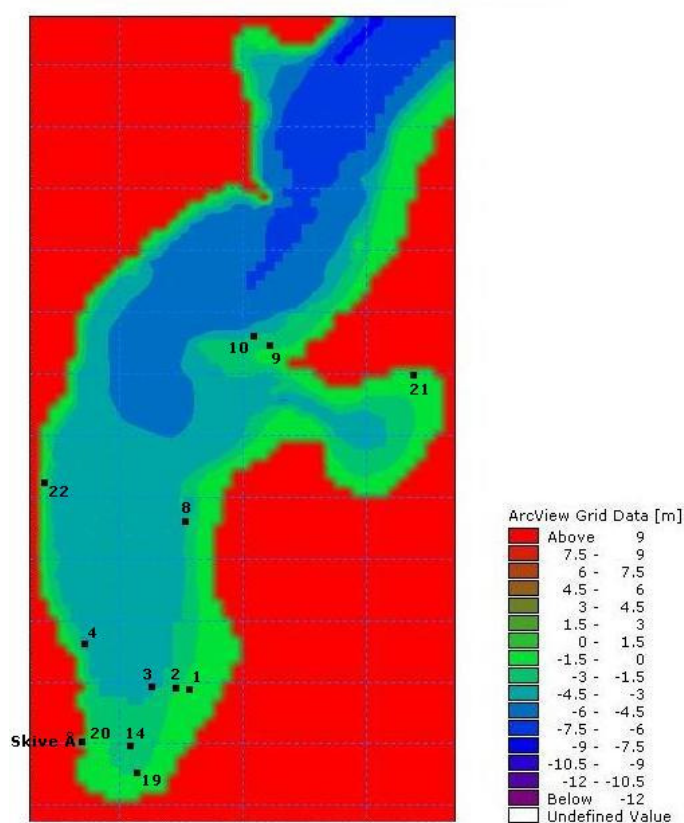 10
9
21
22
8
4
3 2 1
Skive Å 20 14
19
ArcView Grid Data [m]
Above 9
7.5 - 9
6 - 7.5
4.5 - 6
3 - 4.5
1.5 - 3
0 - 1.5
-1.5 - 0
-3 - -1.5
-4.5 - -3
-6 - -4.5
-7.5 - -6
-9 - -7.5
-10.5 - -9
-12 - -10.5
Below -12
Undefined Value